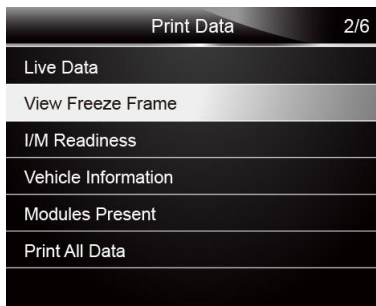 Print Data 2/6
Live Data
View Freeze Frame
I/M Readiness
Vehicle Information
Modules Present
Print All Data